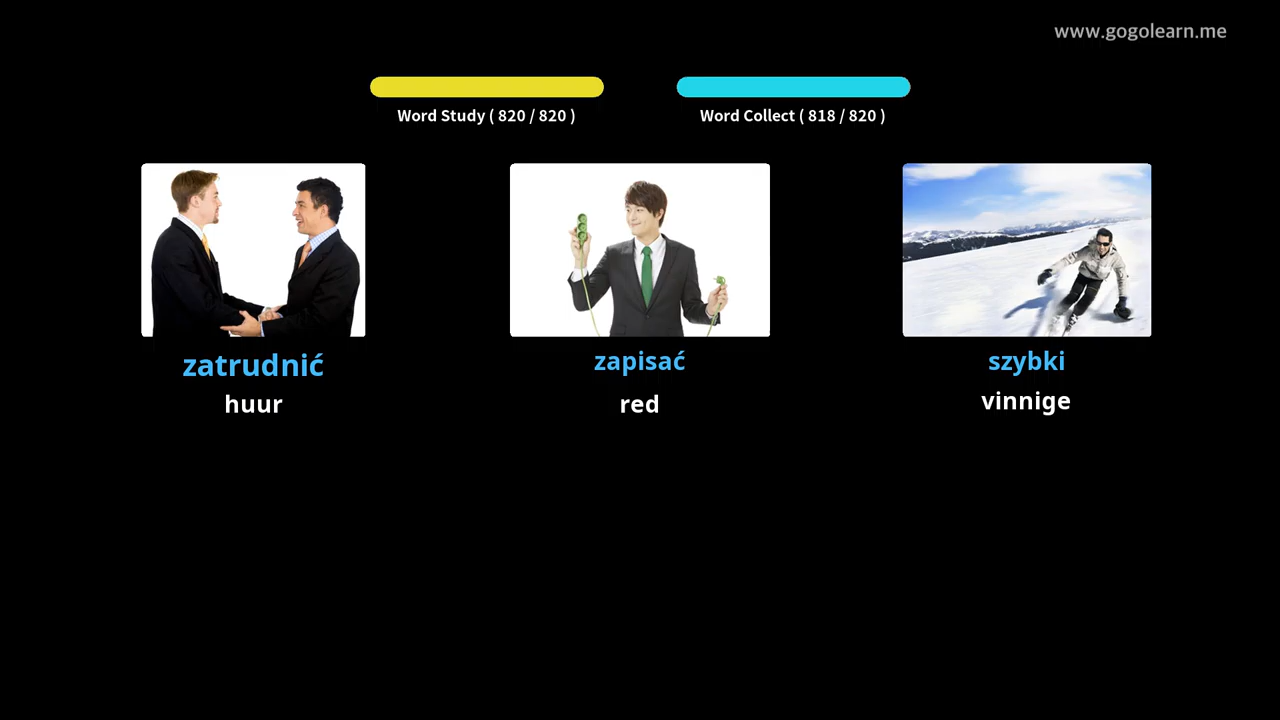 www.gogolearn.me
Word Study ( 820 / 820 )
Word Collect ( 818 / 820 )
zatrudnić
huur
zapisać
red
szybki
vinnige